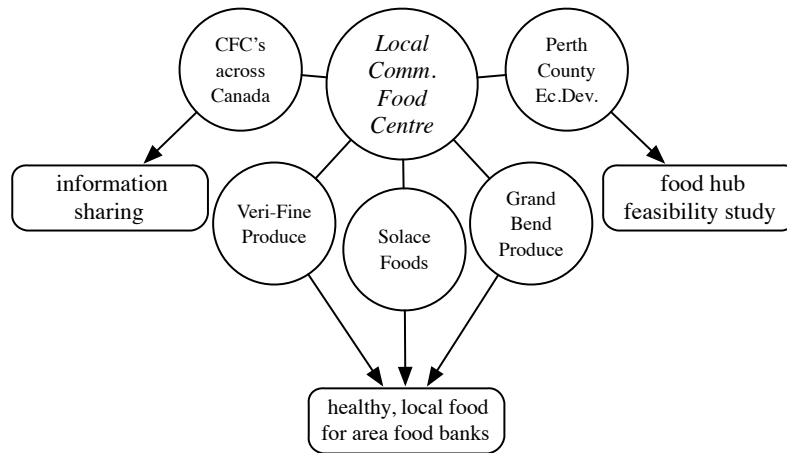 CFC's
across
Canada
Local
Comm.
Food
Centre
Perth
County
Ec.Dev.
information
sharing
Veri-Fine
Produce
Solace
Foods
Grand
Bend
Produce
food hub
feasibility study
healthy, local food
for area food banks